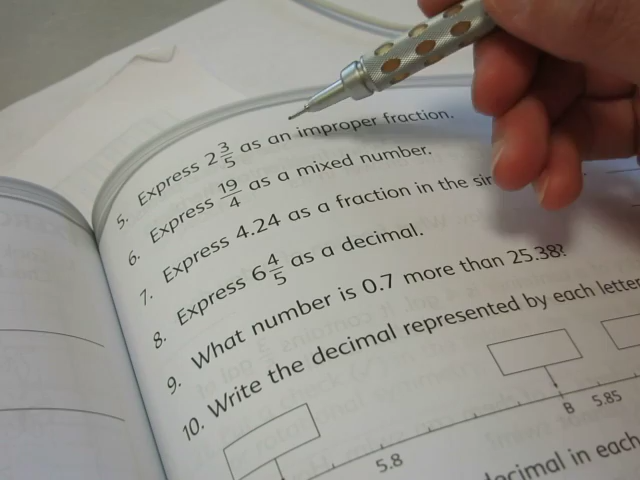 5. Express 2 3/5 as an improper fraction.
6. Express 19/4 as a mixed number.
7. Express 4.24 as a fraction in the
8. Express 6 4/5 as a decimal.
9. What number is 0.7 more than 25.38?
10. Write the decimal represented by each letter
5.8 B 5.85
decimal in each